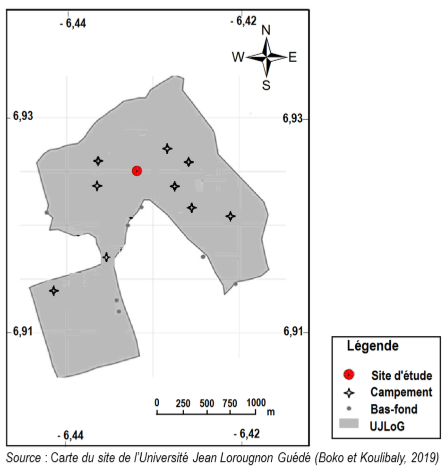 - 6,44
- 6,42
N
W
E
S
6,93
6,93
6,91
6,91
0 250 500 750 1000
m
- 6,44
- 6,42
Légende
Site d'étude
Campement
Bas-fond
UJLoG
Source : Carte du site de l'Université Jean Lorougnon Guédé (Boko et Koulibaly, 2019)